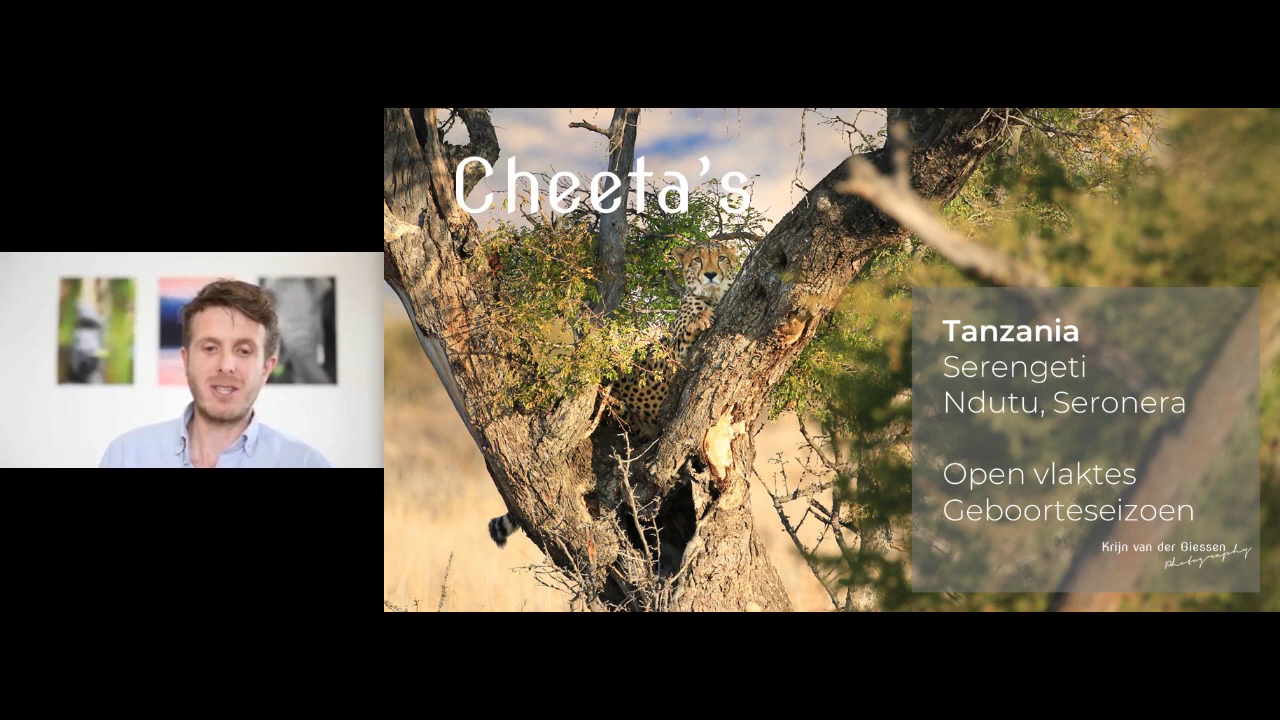 Cheeta's
Tanzania
Serengeti
Ndutu, Seronera
Open vlaktes
Geboorteseizoen
Krijn van der Giessen
photography